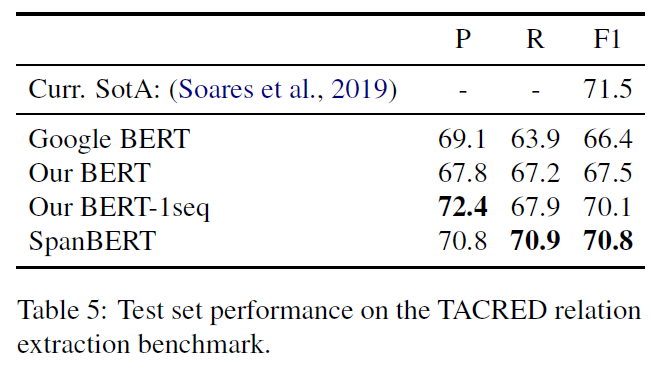 P R F1
Curr. SotA: (Soares et al., 2019) - - 71.5
Google BERT 69.1 63.9 66.4
Our BERT 67.8 67.2 67.5
Our BERT-1seq 72.4 67.9 70.1
SpanBERT 70.8 70.9 70.8
Table 5: Test set performance on the TACRED relation
extraction benchmark.